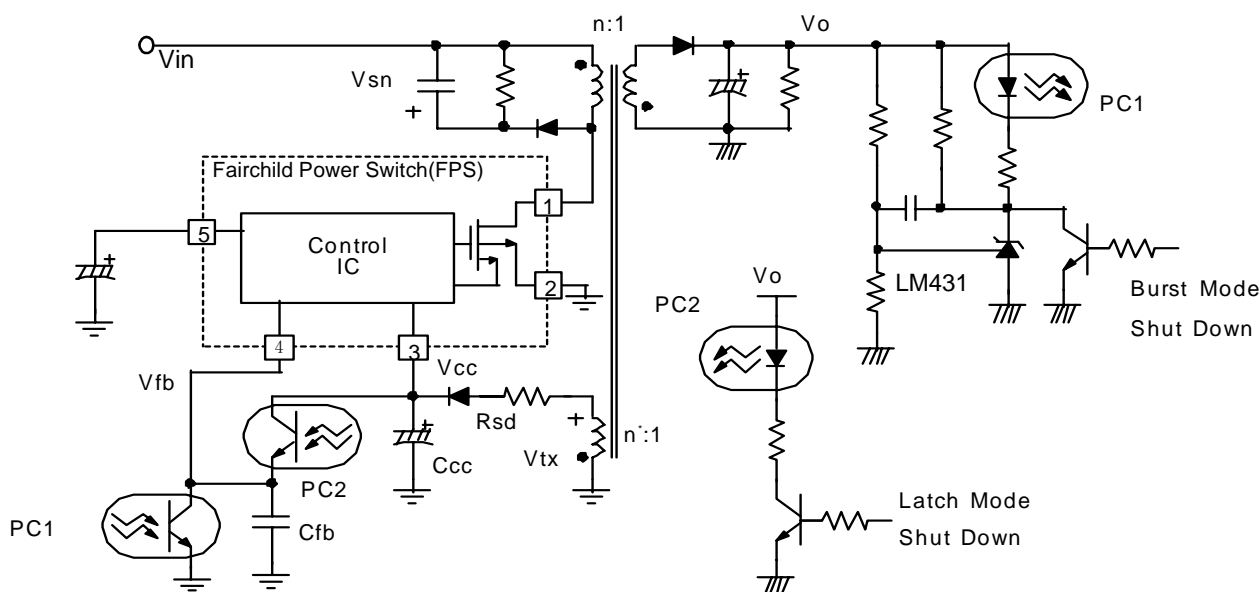 n:1
Vo
Vin
Vsn
+
+
PC1
Fairchild Power Switch(FPS)
1
5
Control
IC
+
2
LM431
Burst Mode
Shut Down
Vo
PC2
4
3
Vfb
Vcc
+
Rsd
+
n`:1
Vtx
Ccc
PC2
Cfb
PC1
Latch Mode
Shut Down